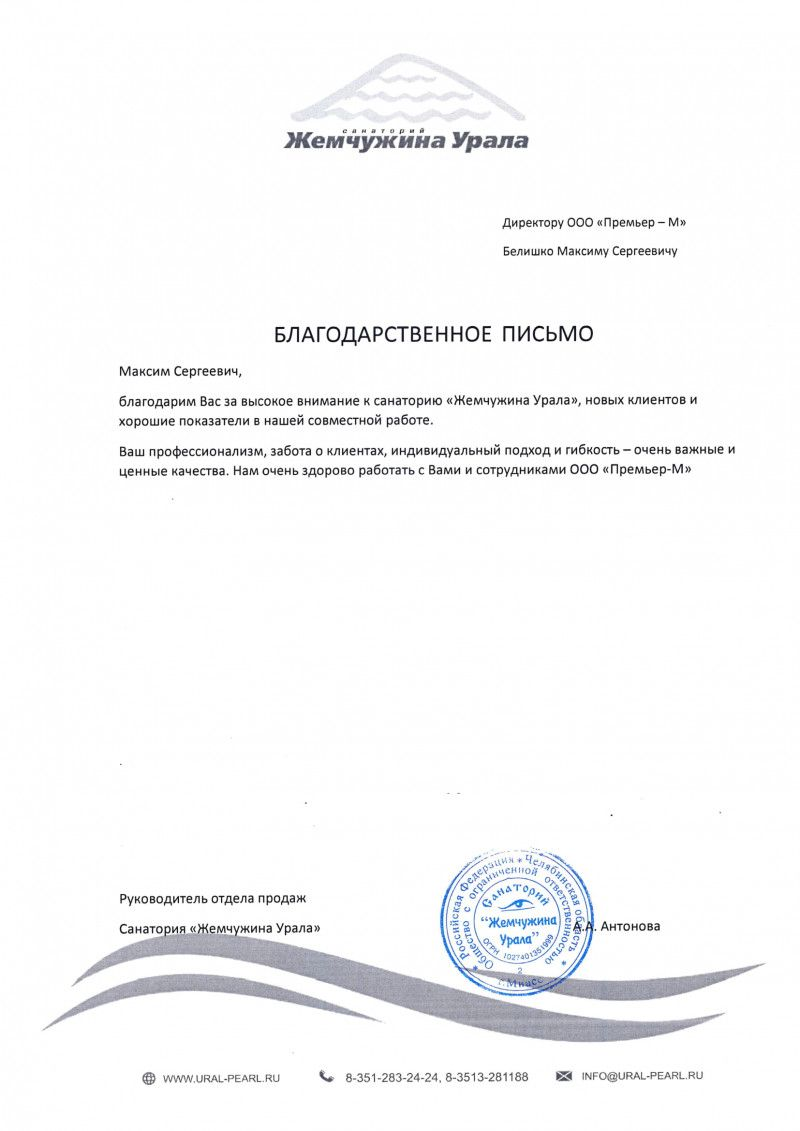 санаторий
Жемчужина Урала
Директору ООО «Премьер – М»
Белишко Максиму Сергеевичу
БЛАГОДАРСТВЕННОЕ ПИСЬМО
Максим Сергеевич,
благодарим Вас за высокое внимание к санаторию «Жемчужина Урала», новых клиентов и
хорошие показатели в нашей совместной работе.
Ваш профессионализм, забота о клиентах, индивидуальный подход и гибкость – очень важные и
ценные качества. Нам очень здорово работать с Вами и сотрудниками ООО «Премьер-М»
Руководитель отдела продаж
Санатория «Жемчужина Урала»
* Российская Федерация * Челябинская область *
Общество с ограниченной ответственностью
Санаторий
"Жемчужина
Урала"
ОГРН 1027401351999
2
г.Миасс
А.А. Антонова
WWW.URAL-PEARL.RU 8-351-283-24-24, 8-3513-281188 INFO@URAL-PEARL.RU